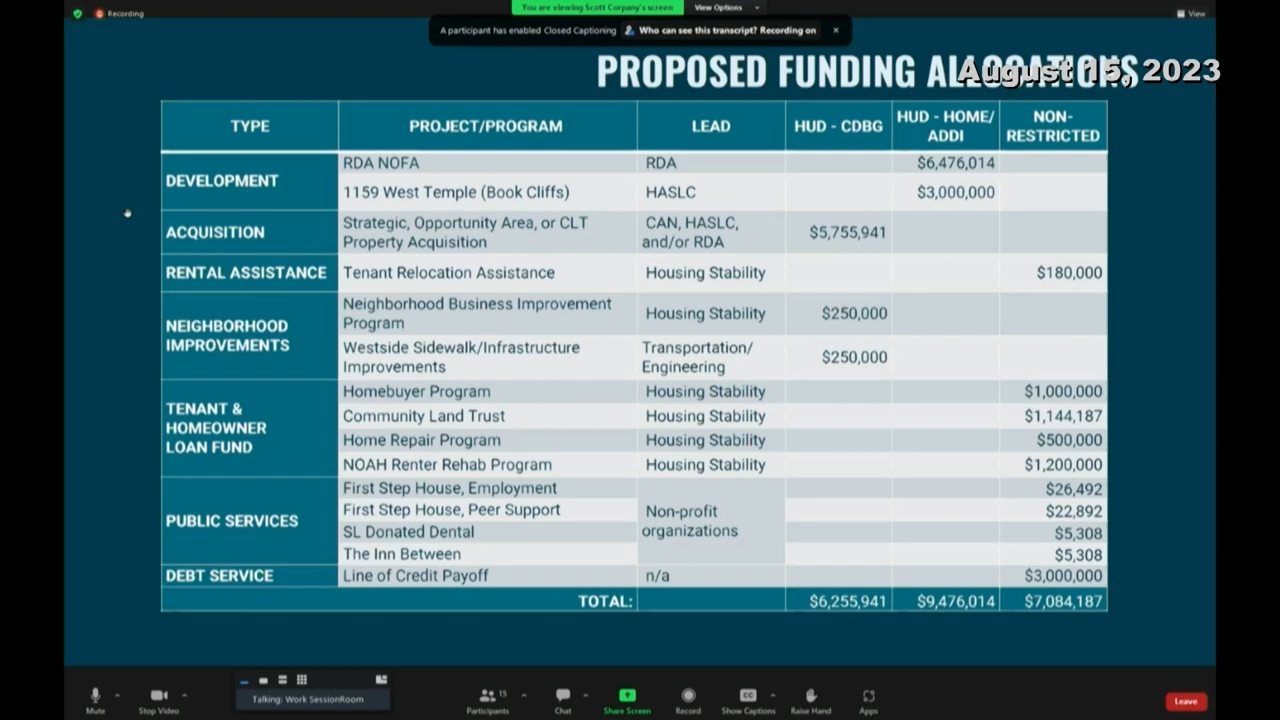 Recording
You are viewing Scott Corpany's screen
View Options
View
A participant has enabled Closed Captioning
Who can see this transcript? Recording on
PROPOSED FUNDING ALLOCATIONS
August 15, 2023
TYPE PROJECT/PROGRAM LEAD HUD - CDBG HUD - HOME/ NON-
ADDI RESTRICTED
DEVELOPMENT
RDA NOFA RDA $6,476,014
1159 West Temple (Book Cliffs) HASLC $3,000,000
ACQUISITION
Strategic, Opportunity Area, or CLT CAN, HASLC, $5,755,941
Property Acquisition and/or RDA
RENTAL ASSISTANCE Tenant Relocation Assistance Housing Stability $180,000
NEIGHBORHOOD
IMPROVEMENTS
Neighborhood Business Improvement Housing Stability $250,000
Program
Westside Sidewalk/Infrastructure Transportation/ $250,000
Improvements Engineering
TENANT &
HOMEOWNER
LOAN FUND
Homebuyer Program Housing Stability $1,000,000
Community Land Trust Housing Stability $1,144,187
Home Repair Program Housing Stability $500,000
NOAH Renter Rehab Program Housing Stability $1,200,000
PUBLIC SERVICES
First Step House, Employment $26,492
First Step House, Peer Support Non-profit $22,892
SL Donated Dental organizations $5,308
The Inn Between $5,308
DEBT SERVICE Line of Credit Payoff n/a $3,000,000
TOTAL: $6,255,941 $9,476,014 $7,084,187
Talking: Work SessionRoom
15
Mute
Stop Video
Participants
Chat
Share Screen
Record
CC
Show Captions
Raise Hand
Apps
Leave